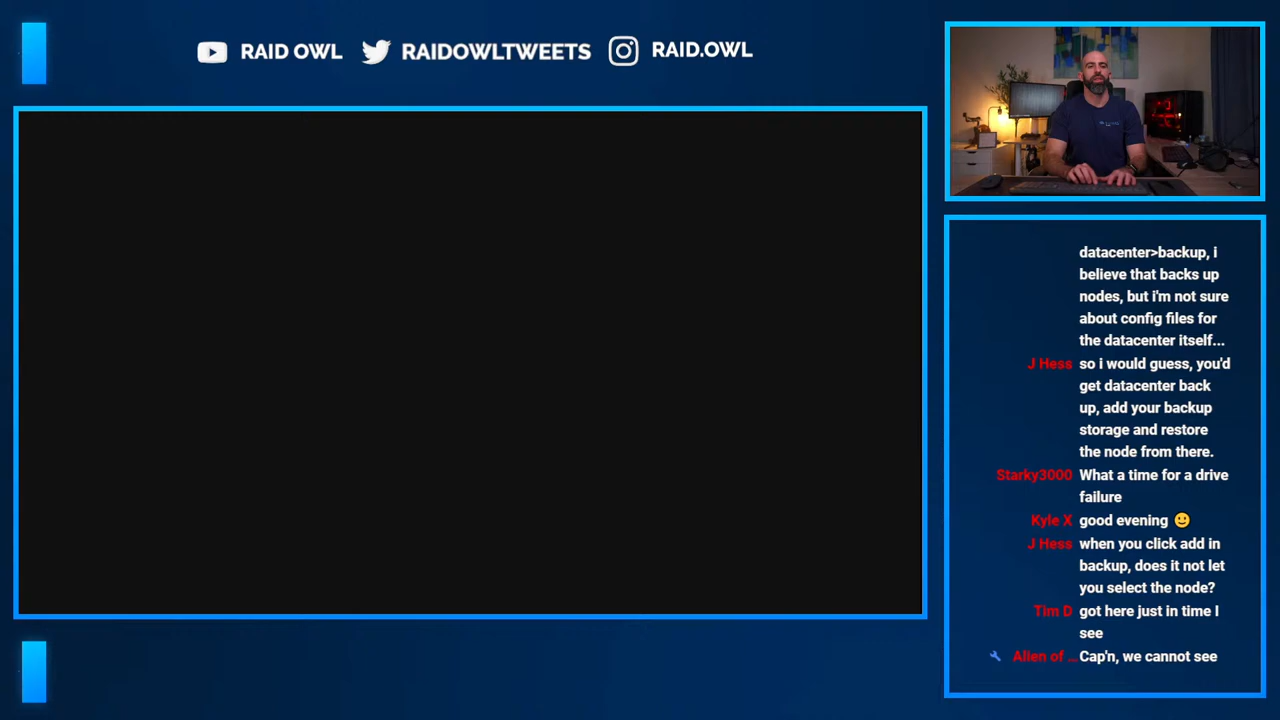 RAID OWL RAIDOWLTWEETS RAID.OWL
datacenter>backup, i
believe that backs up
nodes, but i'm not sure
about config files for
the datacenter itself...
J Hess so i would guess, you'd
get datacenter back
up, add your backup
storage and restore
the node from there.
Starky3000 What a time for a drive
failure
Kyle X good evening 🙂
J Hess when you click add in
backup, does it not let
you select the node?
Tim D got here just in time I
see
Allen of ... Cap'n, we cannot see